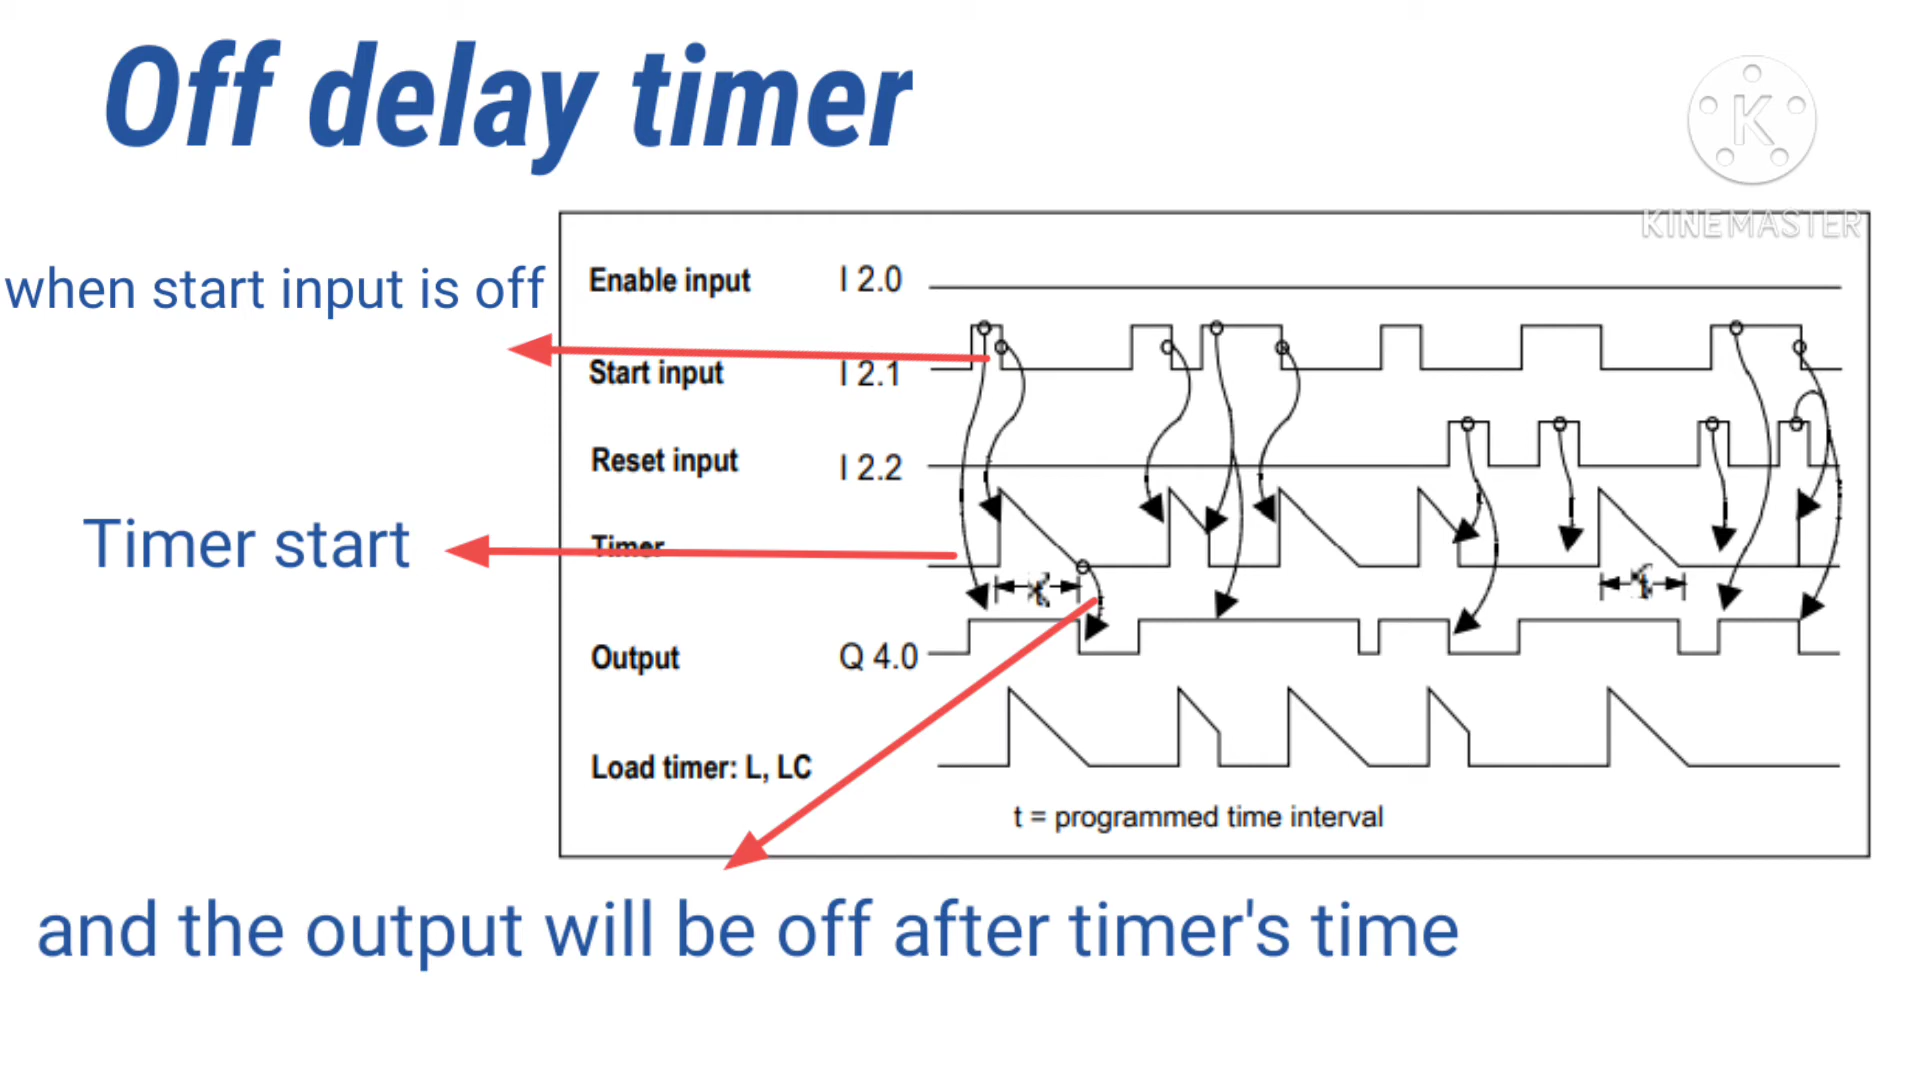 Off delay timer
K
KINEMASTER
when start input is off
Enable input I 2.0
Start input I 2.1
Reset input I 2.2
Timer start
Timer
Output Q 4.0
Load timer: L, LC
t = programmed time interval
and the output will be off after timer's time